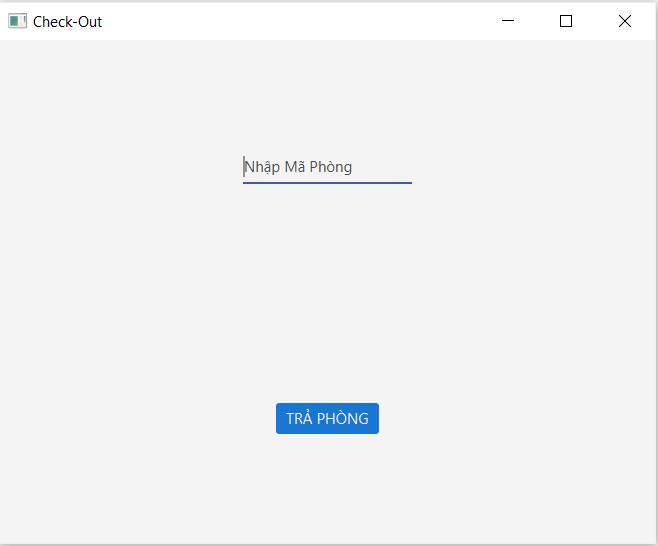 Check-Out
Nhập Mã Phòng
TRẢ PHÒNG